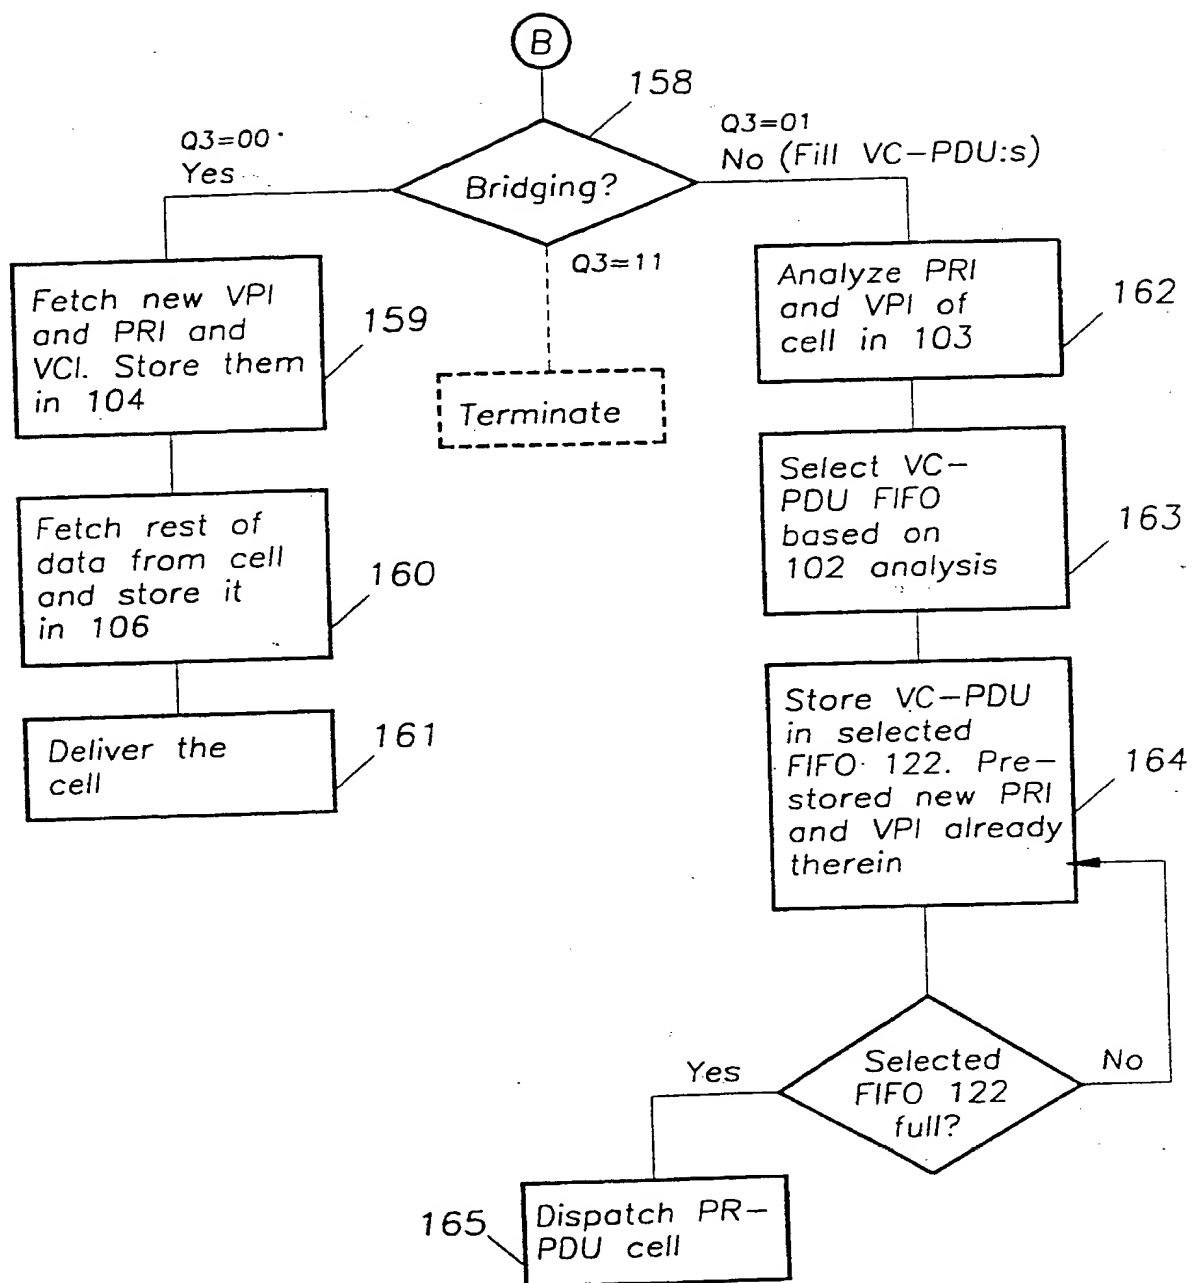 B
158
Q3=00
Yes
Q3=01
No (Fill VC-PDU:s)
Bridging?
Q3=11
Fetch new VPI
and PRI and
VCI. Store them
in 104
159
Terminate
Analyze PRI
and VPI of
cell in 103
162
Fetch rest of
data from cell
and store it
in 106
160
Select VC-
PDU FIFO
based on
102 analysis
163
Deliver the
cell
161
Store VC-PDU
in selected
FIFO 122. Pre-
stored new PRI
and VPI already
therein
164
Selected
FIFO 122
full?
Yes
No
Dispatch PR-
PDU cell
165